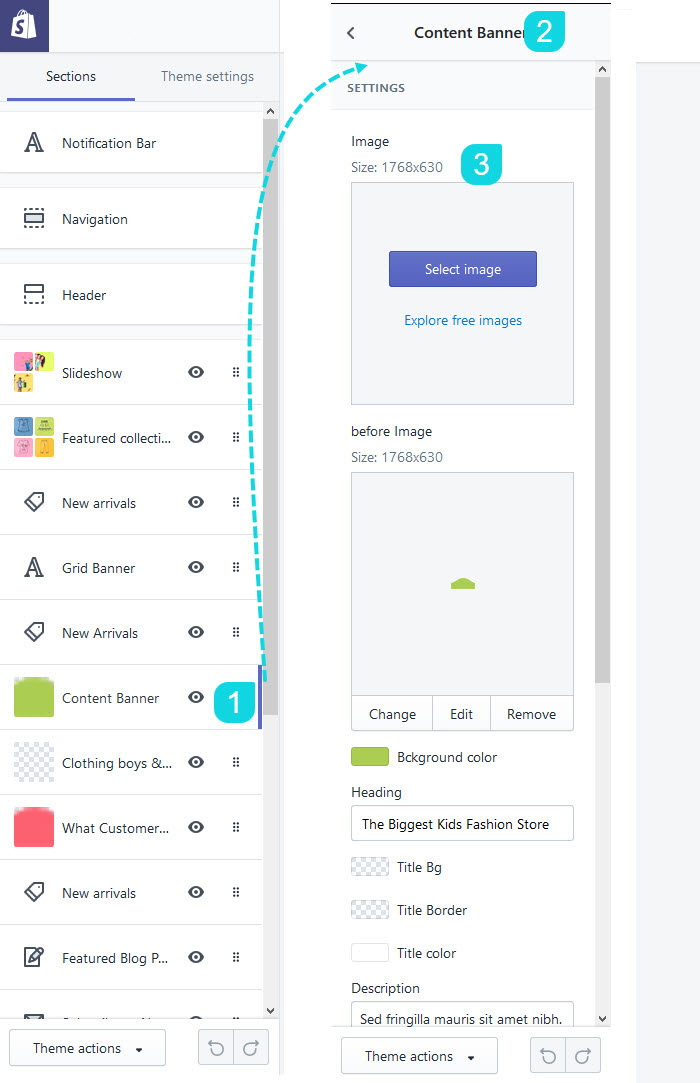 Sections
Theme settings
Notification Bar
Navigation
Header
Slideshow
Featured collecti...
New arrivals
Grid Banner
New Arrivals
Content Banner
1
Clothing boys &...
What Customer...
New arrivals
Featured Blog P...
Theme actions
Content Banner
2
SETTINGS
Image
Size: 1768x630
3
Select image
Explore free images
before Image
Size: 1768x630
Change
Edit
Remove
Bckground color
Heading
The Biggest Kids Fashion Store
Title Bg
Title Border
Title color
Description
Sed fringilla mauris sit amet nibh.
Theme actions